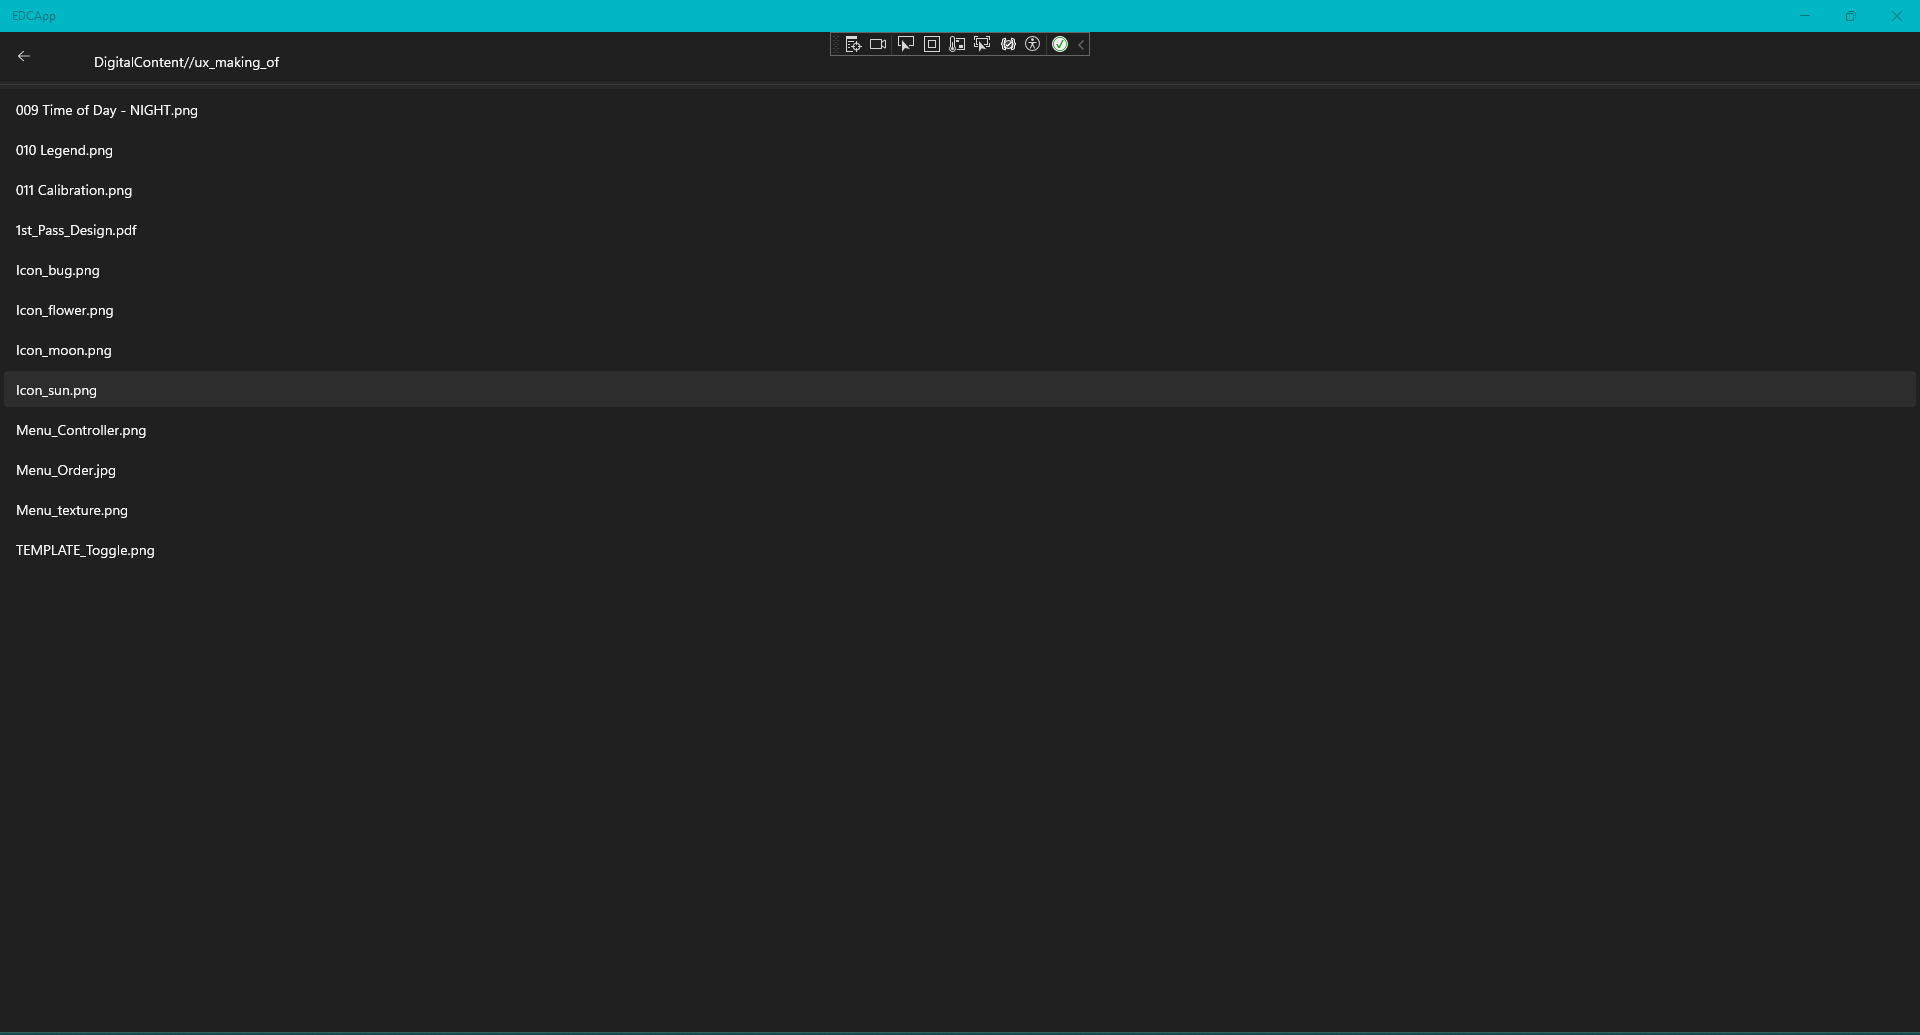 EDCApp
DigitalContent//ux_making_of
009 Time of Day - NIGHT.png
010 Legend.png
011 Calibration.png
1st_Pass_Design.pdf
Icon_bug.png
Icon_flower.png
Icon_moon.png
Icon_sun.png
Menu_Controller.png
Menu_Order.jpg
Menu_texture.png
TEMPLATE_Toggle.png